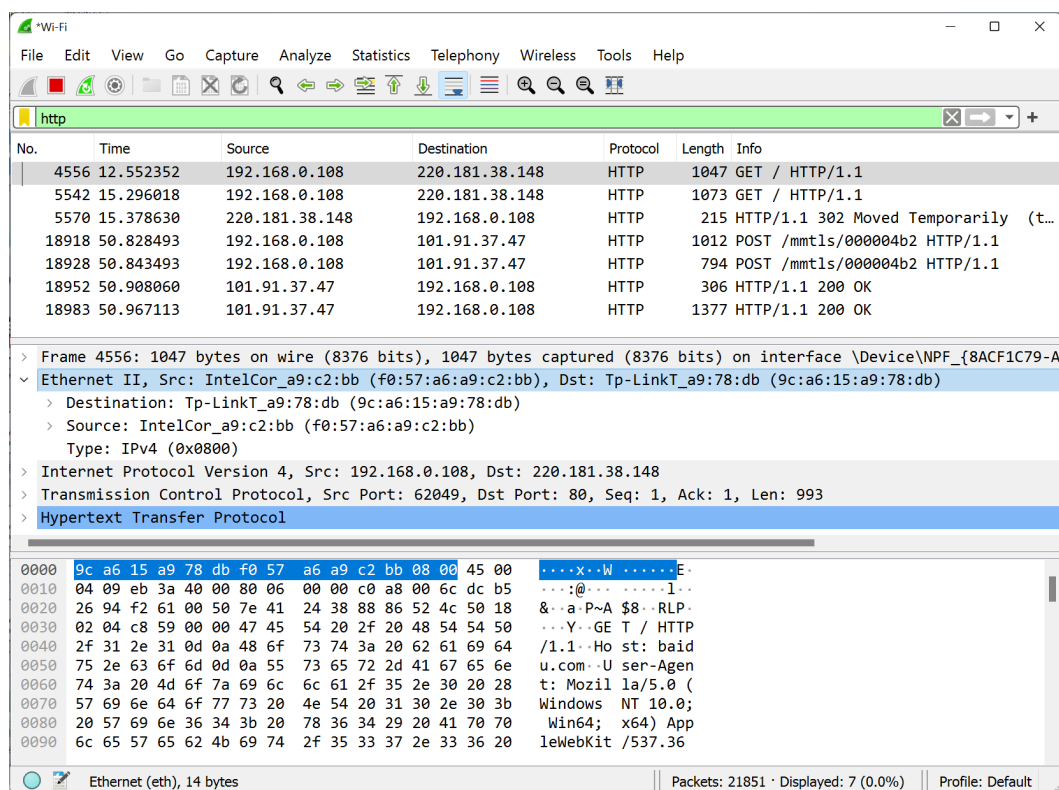 *Wi-Fi
File Edit View Go Capture Analyze Statistics Telephony Wireless Tools Help
http
No. Time Source Destination Protocol Length Info
4556 12.552352 192.168.0.108 220.181.38.148 HTTP 1047 GET / HTTP/1.1
5542 15.296018 192.168.0.108 220.181.38.148 HTTP 1073 GET / HTTP/1.1
5570 15.378630 220.181.38.148 192.168.0.108 HTTP 215 HTTP/1.1 302 Moved Temporarily (t…
18918 50.828493 192.168.0.108 101.91.37.47 HTTP 1012 POST /mmtls/000004b2 HTTP/1.1
18928 50.843493 192.168.0.108 101.91.37.47 HTTP 794 POST /mmtls/000004b2 HTTP/1.1
18952 50.908060 101.91.37.47 192.168.0.108 HTTP 306 HTTP/1.1 200 OK
18983 50.967113 101.91.37.47 192.168.0.108 HTTP 1377 HTTP/1.1 200 OK
Frame 4556: 1047 bytes on wire (8376 bits), 1047 bytes captured (8376 bits) on interface \Device\NPF_{8ACF1C79-A
Ethernet II, Src: IntelCor_a9:c2:bb (f0:57:a6:a9:c2:bb), Dst: Tp-LinkT_a9:78:db (9c:a6:15:a9:78:db)
Destination: Tp-LinkT_a9:78:db (9c:a6:15:a9:78:db)
Source: IntelCor_a9:c2:bb (f0:57:a6:a9:c2:bb)
Type: IPv4 (0x0800)
Internet Protocol Version 4, Src: 192.168.0.108, Dst: 220.181.38.148
Transmission Control Protocol, Src Port: 62049, Dst Port: 80, Seq: 1, Ack: 1, Len: 993
Hypertext Transfer Protocol
0000 9c a6 15 a9 78 db f0 57 a6 a9 c2 bb 08 00 45 00 ····x··W ······E·
0010 04 09 eb 3a 40 00 80 06 00 00 c0 a8 00 6c dc b5 ···:@··· ·····l··
0020 26 94 f2 61 00 50 7e 41 24 38 88 86 52 4c 50 18 &··a·P~A $8··RLP·
0030 02 04 c8 59 00 00 47 45 54 20 2f 20 48 54 54 50 ···Y··GE T / HTTP
0040 2f 31 2e 31 0d 0a 48 6f 73 74 3a 20 62 61 69 64 /1.1··Ho st: baid
0050 75 2e 63 6f 6d 0d 0a 55 73 65 72 2d 41 67 65 6e u.com··U ser-Agen
0060 74 3a 20 4d 6f 7a 69 6c 6c 61 2f 35 2e 30 20 28 t: Mozil la/5.0 (
0070 57 69 6e 64 6f 77 73 20 4e 54 20 31 30 2e 30 3b Windows NT 10.0;
0080 20 57 69 6e 36 34 3b 20 78 36 34 29 20 41 70 70 Win64; x64) App
0090 6c 65 57 65 62 4b 69 74 2f 35 33 37 2e 33 36 20 leWebKit /537.36
Ethernet (eth), 14 bytes Packets: 21851 · Displayed: 7 (0.0%) Profile: Default